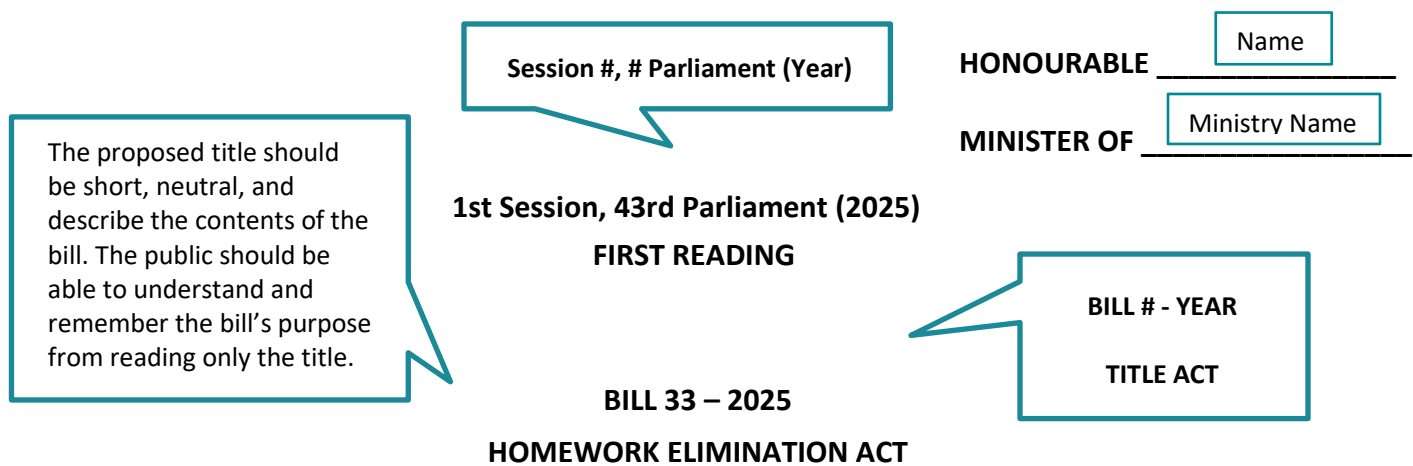 Session #, # Parliament (Year)
HONOURABLE _______________
Name
MINISTER OF _________________
Ministry Name
The proposed title should
be short, neutral, and
describe the contents of the
bill. The public should be
able to understand and
remember the bill’s purpose
from reading only the title.
1st Session, 43rd Parliament (2025)
FIRST READING
BILL # - YEAR
TITLE ACT
BILL 33 – 2025
HOMEWORK ELIMINATION ACT